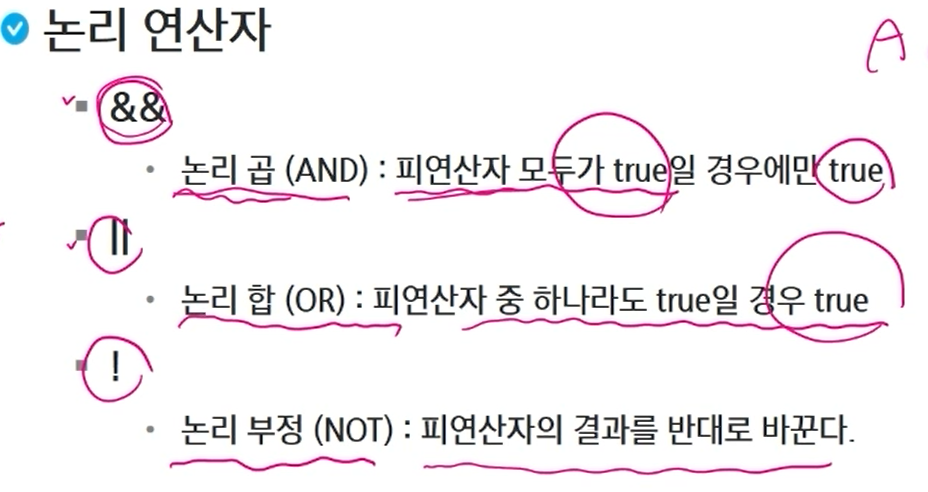 논리 연산자
A
&&
논리 곱 (AND) : 피연산자 모두가 true일 경우에만 true
||
논리 합 (OR) : 피연산자 중 하나라도 true일 경우 true
!
논리 부정 (NOT) : 피연산자의 결과를 반대로 바꾼다.